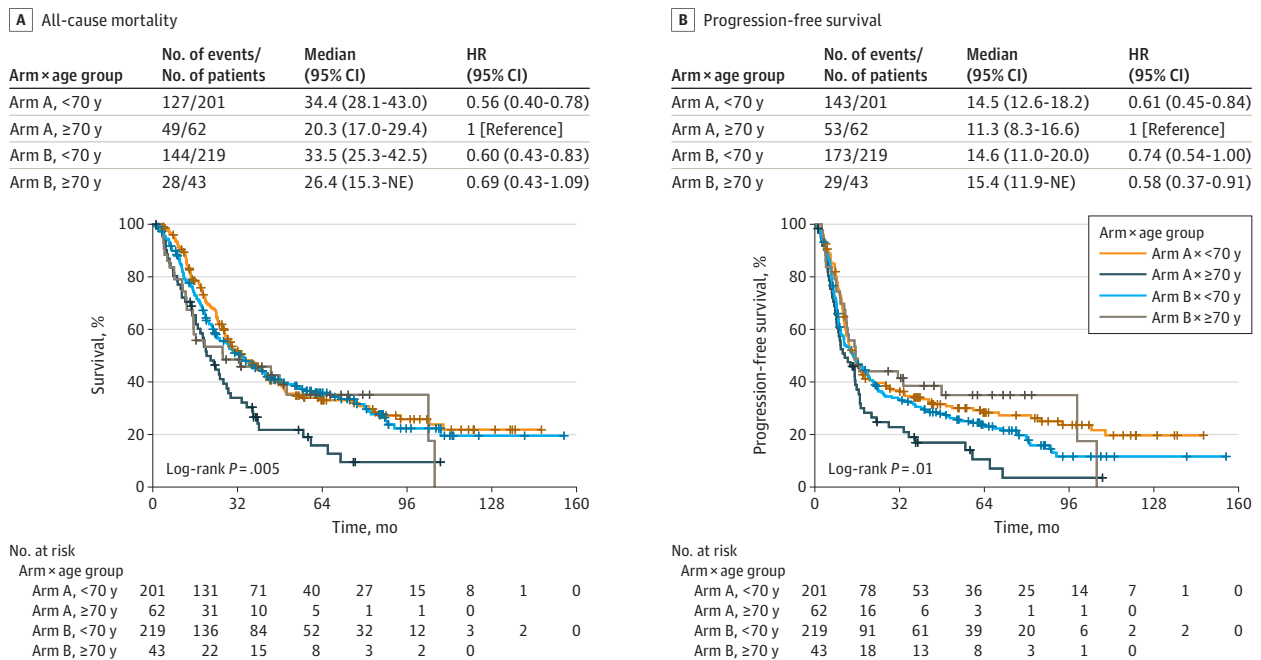 A All-cause mortality
Arm × age group No. of events/ No. of patients Median (95% CI) HR (95% CI)
Arm A, <70 y 127/201 34.4 (28.1-43.0) 0.56 (0.40-0.78)
Arm A, ≥70 y 49/62 20.3 (17.0-29.4) 1 [Reference]
Arm B, <70 y 144/219 33.5 (25.3-42.5) 0.60 (0.43-0.83)
Arm B, ≥70 y 28/43 26.4 (15.3-NE) 0.69 (0.43-1.09)
100
80
60
40
20
0
Survival, %
Log-rank P = .005
0 32 64 96 128 160
Time, mo
No. at risk
Arm × age group
Arm A, <70 y 201 131 71 40 27 15 8 1 0
Arm A, ≥70 y 62 31 10 5 1 1 0
Arm B, <70 y 219 136 84 52 32 12 3 2 0
Arm B, ≥70 y 43 22 15 8 3 2 0
B Progression-free survival
Arm × age group No. of events/ No. of patients Median (95% CI) HR (95% CI)
Arm A, <70 y 143/201 14.5 (12.6-18.2) 0.61 (0.45-0.84)
Arm A, ≥70 y 53/62 11.3 (8.3-16.6) 1 [Reference]
Arm B, <70 y 173/219 14.6 (11.0-20.0) 0.74 (0.54-1.00)
Arm B, ≥70 y 29/43 15.4 (11.9-NE) 0.58 (0.37-0.91)
100
80
60
40
20
0
Progression-free survival, %
Arm × age group
Arm A × <70 y
Arm A × ≥70 y
Arm B × <70 y
Arm B × ≥70 y
Log-rank P = .01
0 32 64 96 128 160
Time, mo
No. at risk
Arm × age group
Arm A, <70 y 201 78 53 36 25 14 7 1 0
Arm A, ≥70 y 62 16 6 3 1 1 0
Arm B, <70 y 219 91 61 39 20 6 2 2 0
Arm B, ≥70 y 43 18 13 8 3 1 0